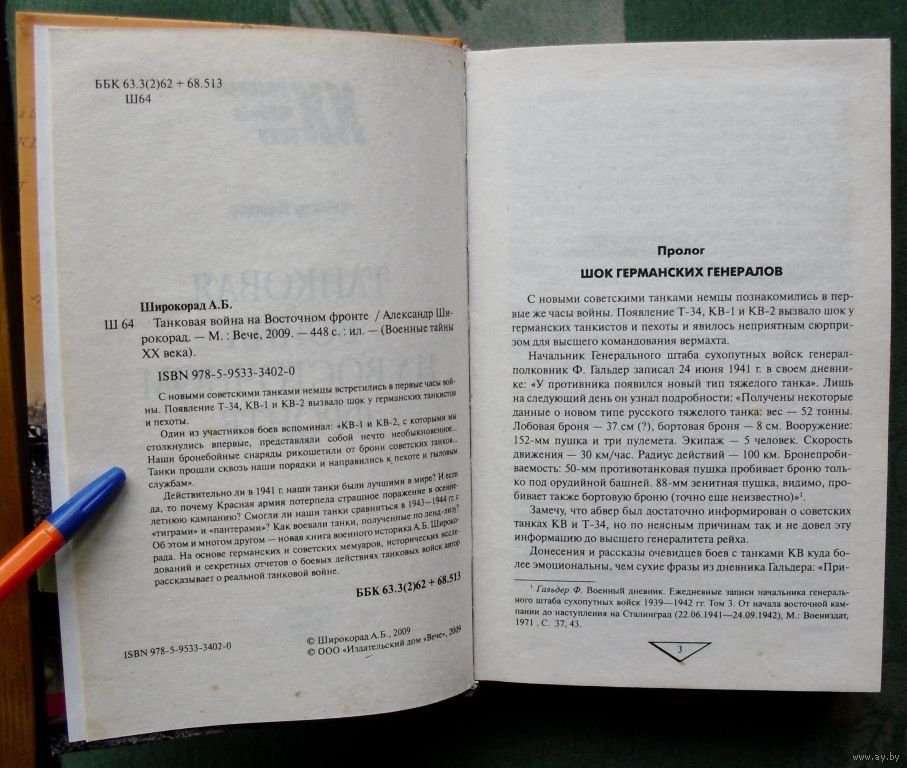 ББК 63.3(2)62 + 68.513
Ш64
Широкорад А.Б.
Ш 64 Танковая война на Восточном фронте / Александр Ши-
рокорад. — М. : Вече, 2009. — 448 с. : ил. — (Военные тайны
XX века).
ISBN 978-5-9533-3402-0
С новыми советскими танками немцы встретились в первые часы вой-
ны. Появление Т-34, КВ-1 и КВ-2 вызвало шок у германских танкистов
и пехоты.
Один из участников боев вспоминал: «КВ-1 и КВ-2, с которыми мы
столкнулись впервые, представляли собой нечто необыкновенное...
Наши бронебойные снаряды рикошетили от брони советских танков...
Танки прошли сквозь наши порядки и направились к пехоте и тыловым
службам».
Действительно ли в 1941 г. наши танки были лучшими в мире? И если
да, то почему Красная армия потерпела страшное поражение в осенне-
летнюю кампанию? Смогли ли наши танки сравниться в 1943—1944 гг. с
«тиграми» и «пантерами»? Как воевали танки, полученные по ленд-лизу?
Об этом и многом другом — новая книга военного историка А.Б. Широко-
рада. На основе германских и советских мемуаров, исторических иссле-
дований и секретных отчетов о боевых действиях танковых войск автор
рассказывает о реальной танковой войне.
ББК 63.3(2)62 + 68.513
ISBN 978-5-9533-3402-0
© Широкорад А.Б., 2009
© ООО «Издательский дом «Вече», 2009
Пролог
ШОК ГЕРМАНСКИХ ГЕНЕРАЛОВ
С новыми советскими танками немцы познакомились в пер-
вые же часы войны. Появление Т-34, КВ-1 и КВ-2 вызвало шок у
германских танкистов и пехоты и явилось неприятным сюрпри-
зом для высшего командования вермахта.
Начальник Генерального штаба сухопутных войск генерал-
полковник Ф. Гальдер записал 24 июня 1941 г. в своем дневни-
ке: «У противника появился новый тип тяжелого танка». Лишь
на следующий день он узнал подробности: «Получены некоторые
данные о новом типе русского тяжелого танка: вес — 52 тонны.
Лобовая броня — 37 см (?), бортовая броня — 8 см. Вооружение:
152-мм пушка и три пулемета. Экипаж — 5 человек. Скорость
движения — 30 км/час. Радиус действий — 100 км. Бронепроби-
ваемость: 50-мм противотанковая пушка пробивает броню толь-
ко под орудийной башней. 88-мм зенитная пушка, видимо, про-
бивает также бортовую броню (точно еще неизвестно)»¹.
Замечу, что абвер был достаточно информирован о советских
танках КВ и Т-34, но по неясным причинам так и не довел эту
информацию до высшего генералитета рейха.
Донесения и рассказы очевидцев боев с танками КВ куда бо-
лее эмоциональны, чем сухие фразы из дневника Гальдера: «При-
¹ Гальдер Ф. Военный дневник. Ежедневные записи начальника генераль-
ного штаба сухопутных войск 1939—1942 гг. Том 3. От начала восточной кам-
пании до наступления на Сталинград (22.06.1941—24.09.1942), М.: Воениздат,
1971 . С. 37, 43.
3
www.ay.by